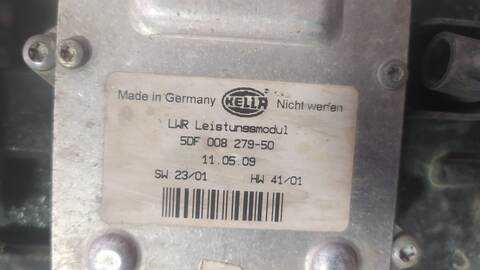 Made in Germany HELLA Nicht werfen
LWR Leistungsmodul
5DF 008 279-50
11.05.09
SW 23/01 HW 41/01